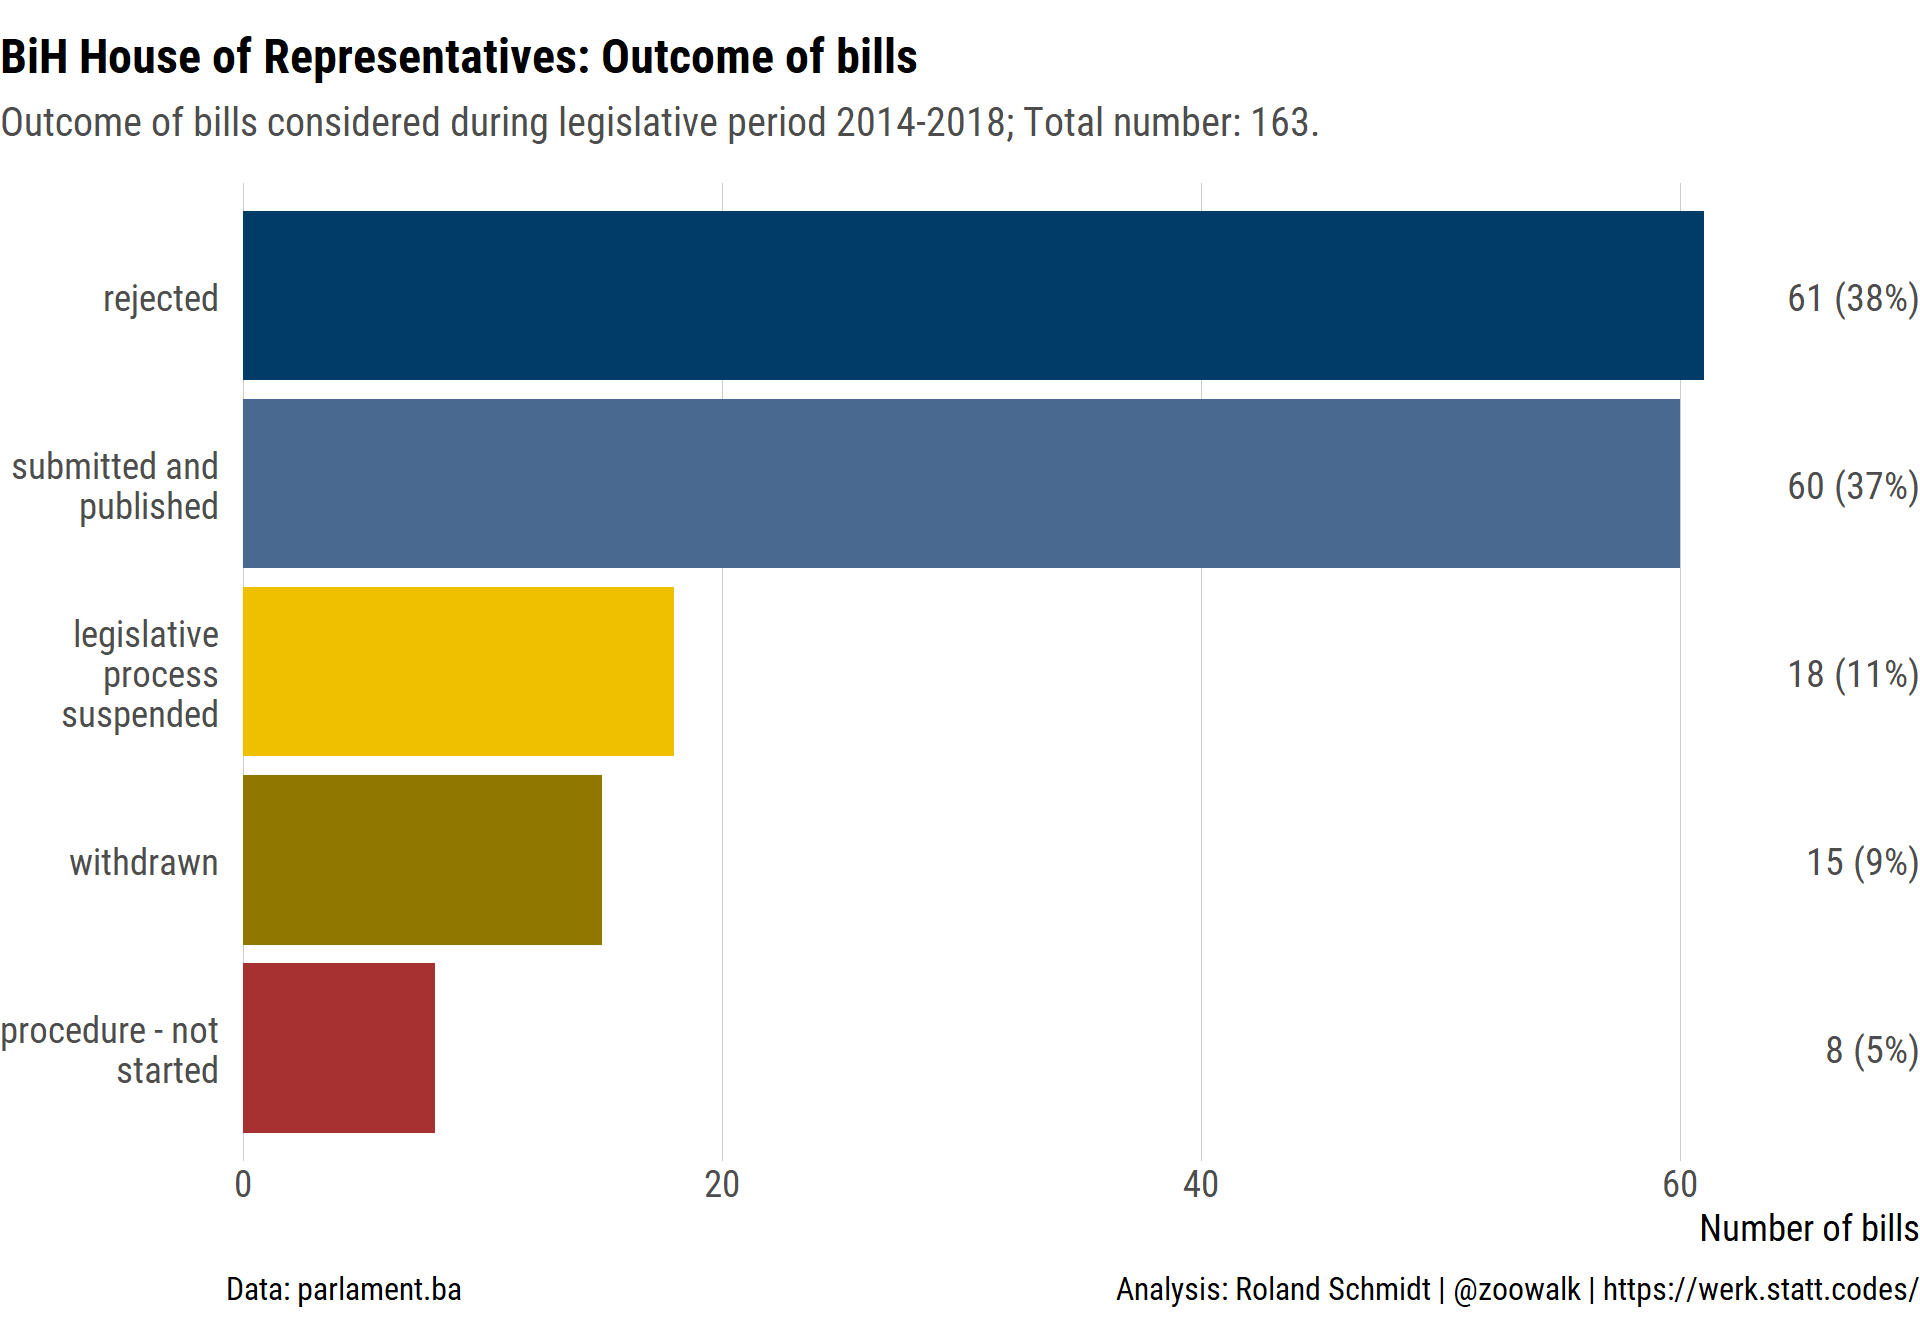 BiH House of Representatives: Outcome of bills
Outcome of bills considered during legislative period 2014-2018; Total number: 163.
rejected
61 (38%)
submitted and
published
60 (37%)
legislative
process
suspended
18 (11%)
withdrawn
15 (9%)
procedure - not
started
8 (5%)
0 20 40 60
Number of bills
Data: parlament.ba
Analysis: Roland Schmidt | @zoowalk | https://werk.statt.codes/